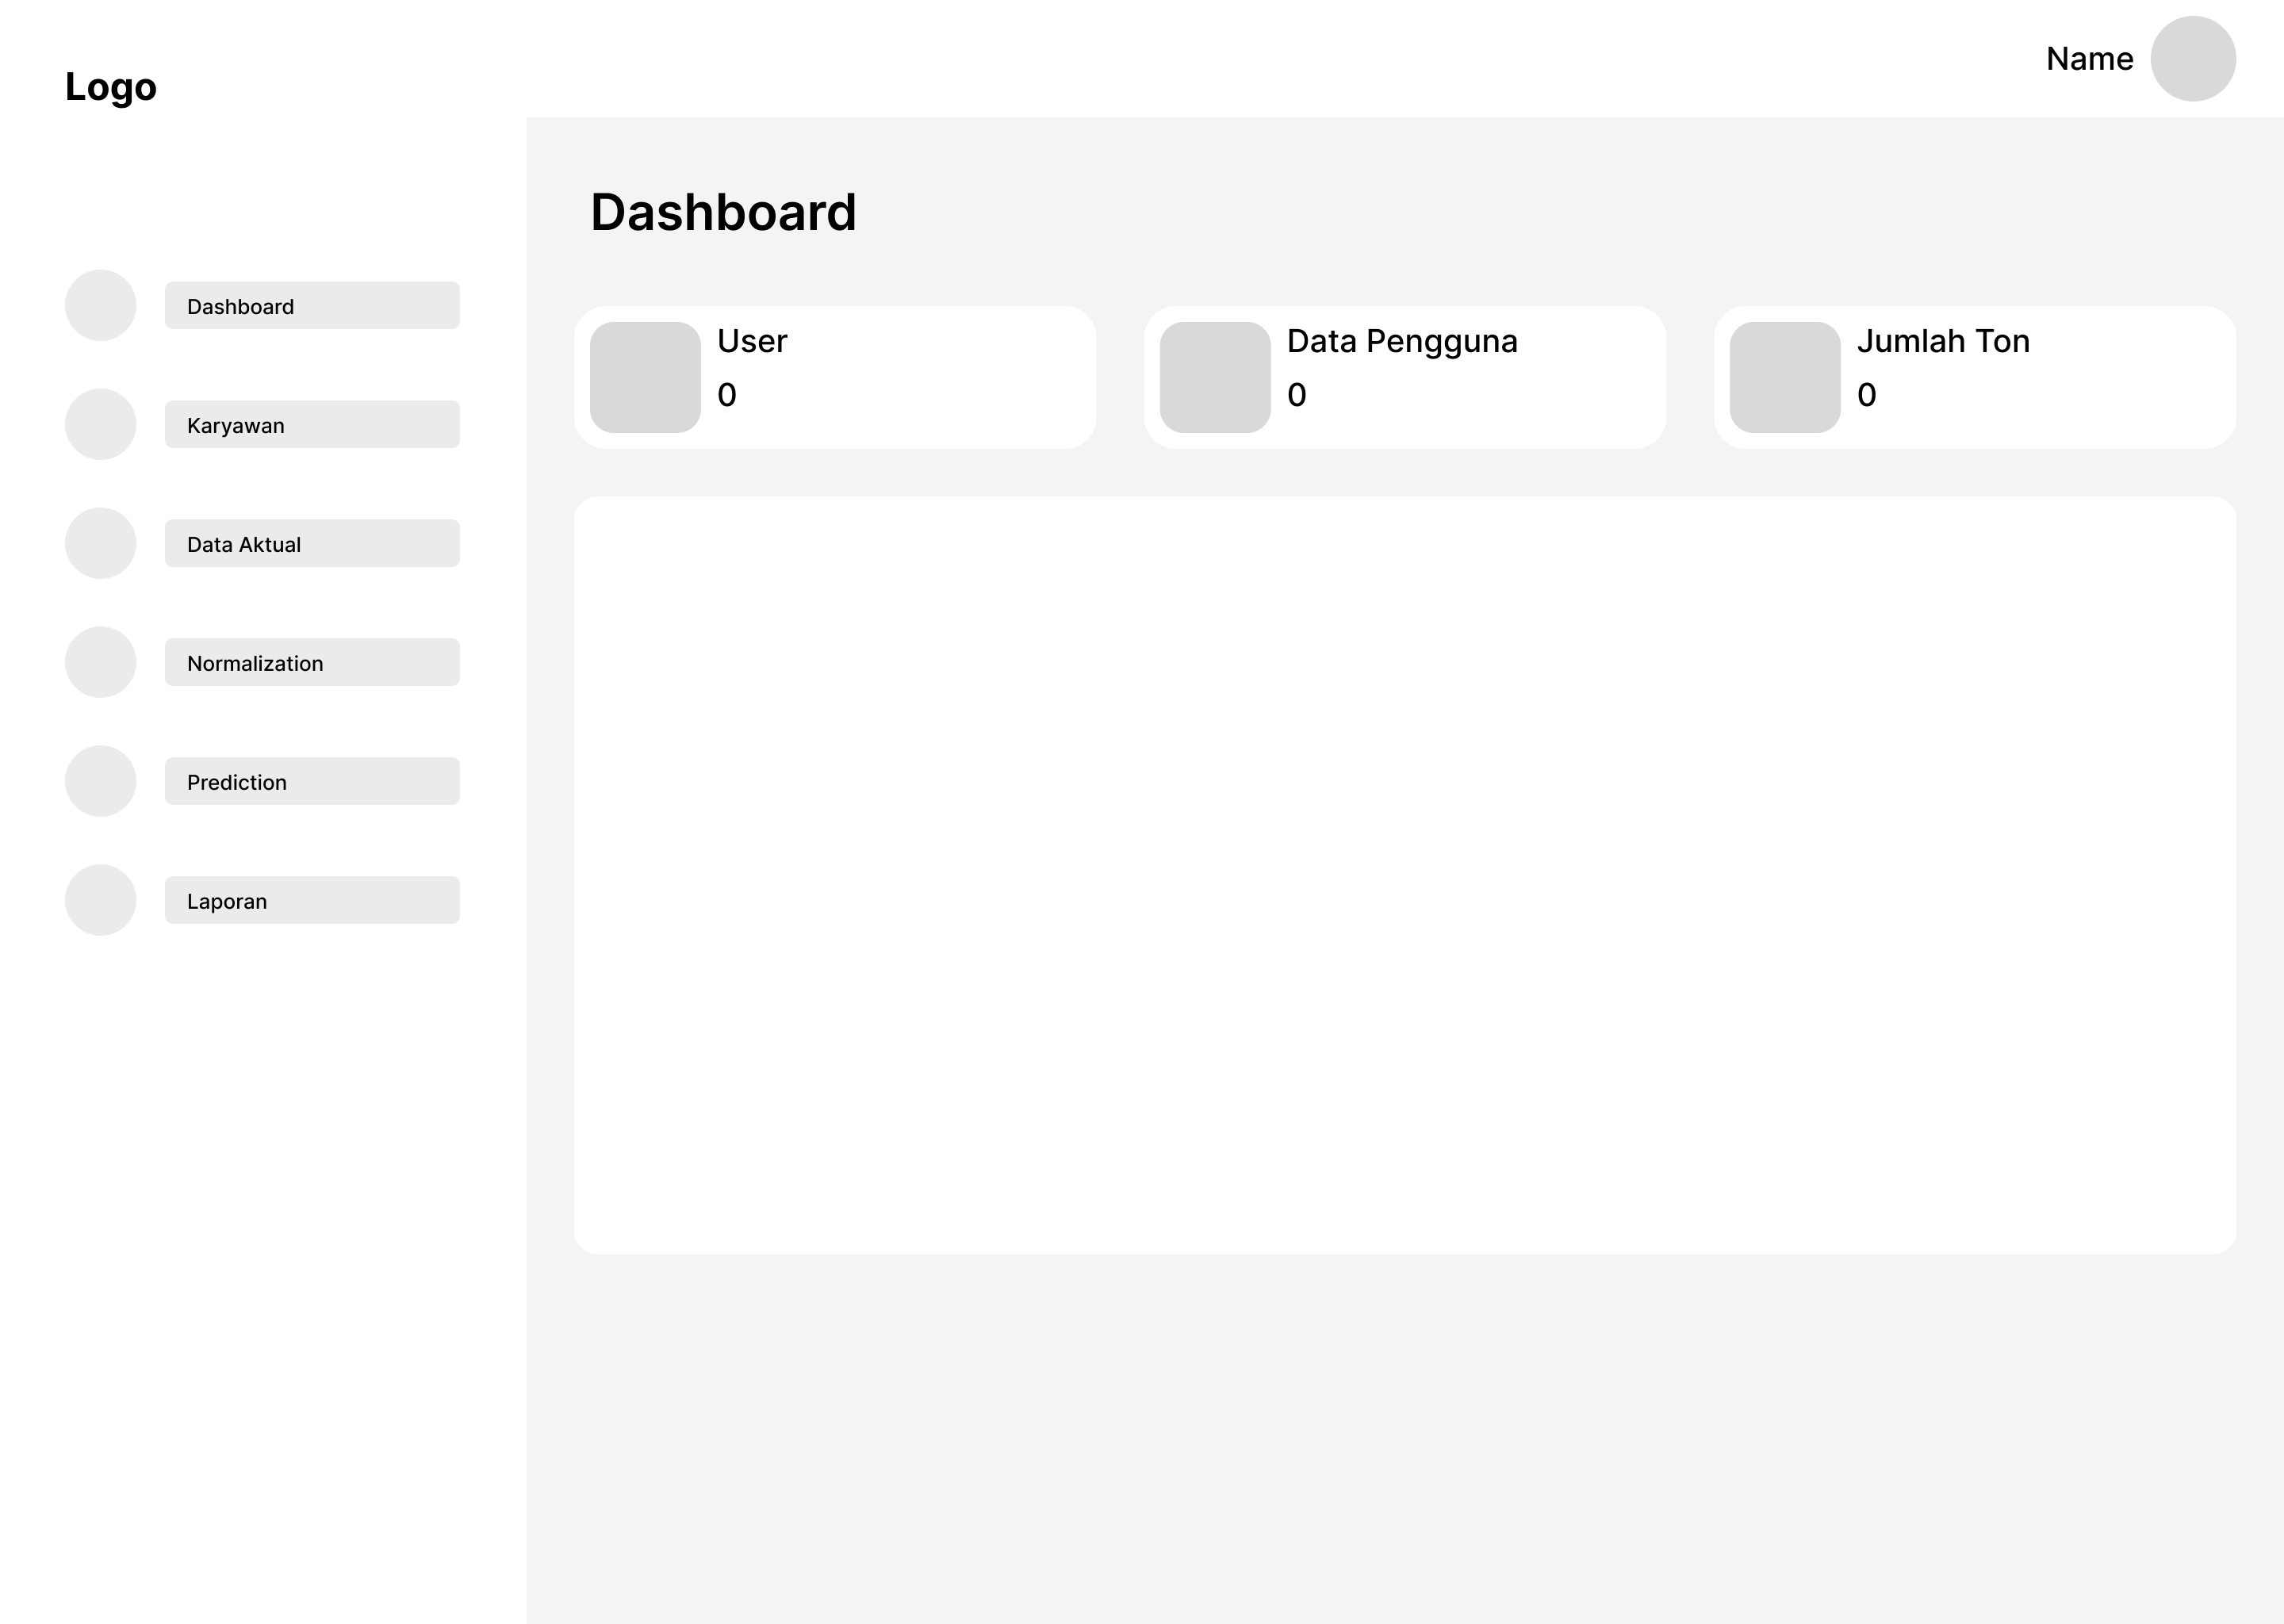 Logo
Name
Dashboard
Karyawan
Data Aktual
Normalization
Prediction
Laporan
Dashboard
User
0
Data Pengguna
0
Jumlah Ton
0